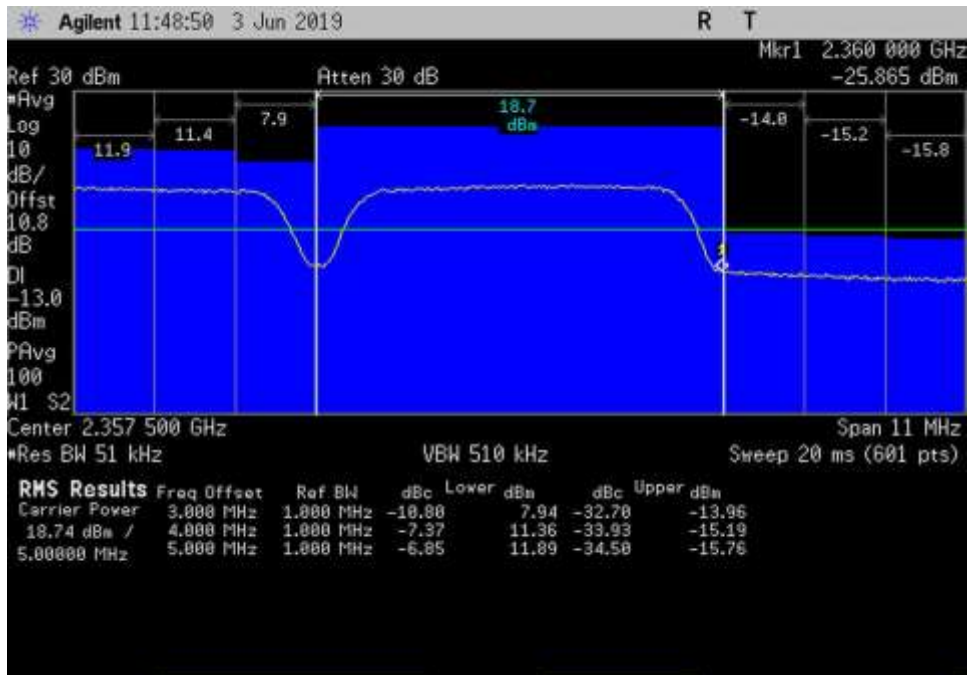 Agilent 11:48:50 3 Jun 2019 R T
Mkr1 2.360 000 GHz
Ref 30 dBm Atten 30 dB -25.865 dBm
#Avg
Log
10
dB/
Offst
10.8
dB
DI
-13.0
dBm
PAvg
100
W1 S2
11.9 11.4 7.9 18.7 dBm -14.0 -15.2 -15.8
1
Center 2.357 500 GHz Span 11 MHz
#Res BW 51 kHz VBW 510 kHz Sweep 20 ms (601 pts)
RMS Results Freq Offset Ref BW dBc Lower dBm dBc Upper dBm
Carrier Power 3.000 MHz 1.000 MHz -10.80 7.94 -32.70 -13.96
18.74 dBm / 4.000 MHz 1.000 MHz -7.37 11.36 -33.93 -15.19
5.00000 MHz 5.000 MHz 1.000 MHz -6.85 11.89 -34.50 -15.76